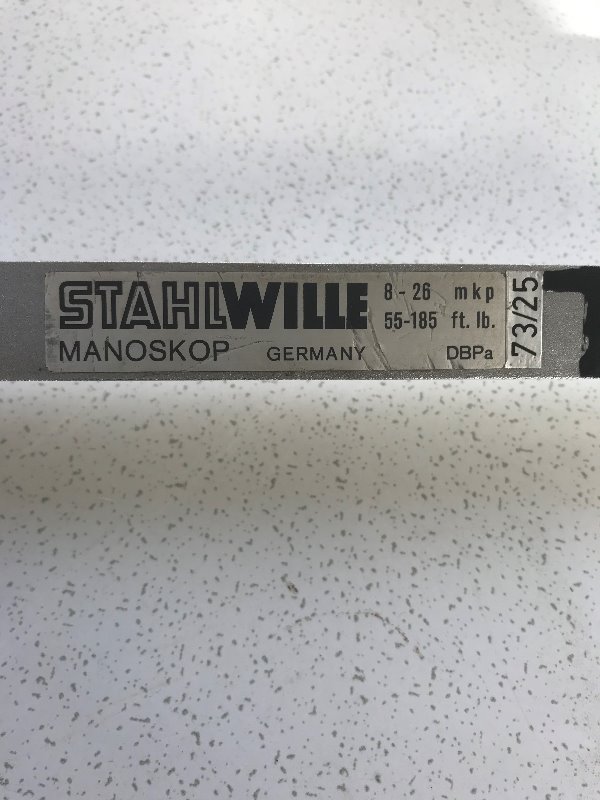 STAHLWILLE
MANOSKOP GERMANY
8 - 26 mkp
55-185 ft. lb.
DBPa
73/25